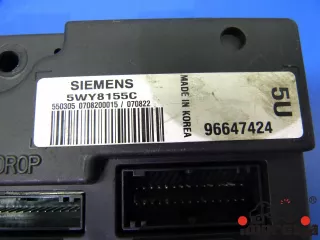 SIEMENS
5WY8155C
550305 0708200015 / 070822
MADE IN KOREA
5U
96647424
DROP